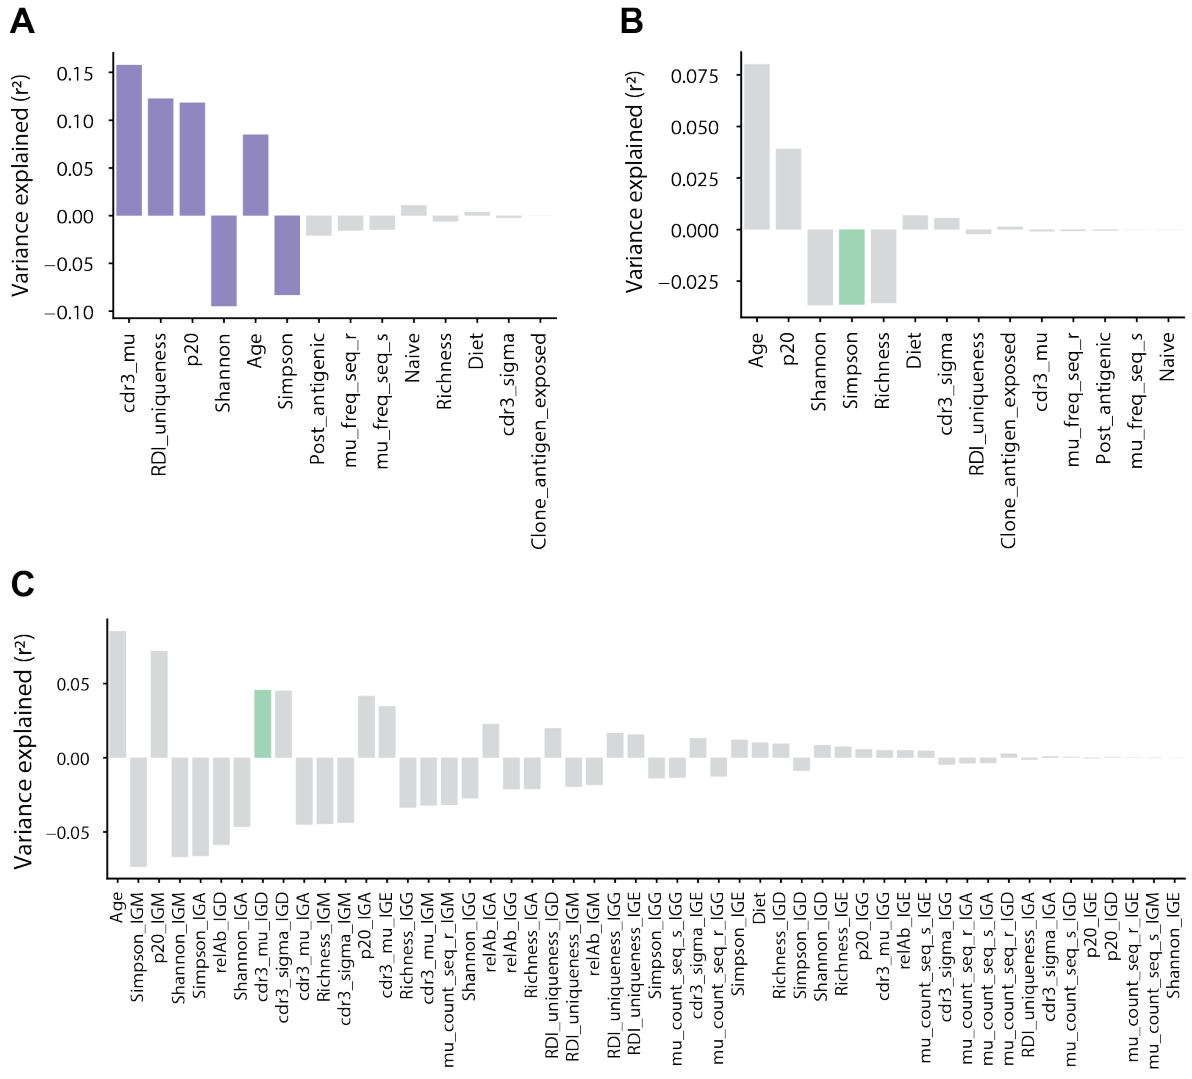 A
Variance explained (r²)
0.15
0.10
0.05
0.00
−0.05
−0.10
cdr3_mu
RDI_uniqueness
p20
Shannon
Age
Simpson
Post_antigenic
mu_freq_seq_r
mu_freq_seq_s
Naive
Richness
Diet
cdr3_sigma
Clone_antigen_exposed
B
Variance explained (r²)
0.075
0.050
0.025
0.000
−0.025
Age
p20
Shannon
Simpson
Richness
Diet
cdr3_sigma
RDI_uniqueness
Clone_antigen_exposed
cdr3_mu
mu_freq_seq_r
Post_antigenic
mu_freq_seq_s
Naive
C
Variance explained (r²)
0.05
0.00
−0.05
Age
Simpson_IGM
p20_IGM
Shannon_IGM
Simpson_IGA
relAb_IGD
Shannon_IGA
cdr3_mu_IGD
cdr3_sigma_IGD
cdr3_mu_IGA
Richness_IGM
cdr3_sigma_IGM
p20_IGA
cdr3_mu_IGE
Richness_IGG
cdr3_mu_IGM
mu_count_seq_r_IGM
Shannon_IGG
relAb_IGA
relAb_IGG
Richness_IGA
RDI_uniqueness_IGD
RDI_uniqueness_IGM
relAb_IGM
RDI_uniqueness_IGG
RDI_uniqueness_IGE
Simpson_IGG
mu_count_seq_s_IGG
cdr3_sigma_IGE
mu_count_seq_r_IGG
Simpson_IGE
Diet
Richness_IGD
Simpson_IGD
Shannon_IGD
Richness_IGE
p20_IGG
cdr3_mu_IGG
relAb_IGE
mu_count_seq_s_IGE
cdr3_sigma_IGG
mu_count_seq_r_IGA
mu_count_seq_s_IGA
mu_count_seq_r_IGD
RDI_uniqueness_IGA
cdr3_sigma_IGA
mu_count_seq_s_IGD
p20_IGE
p20_IGD
mu_count_seq_r_IGE
mu_count_seq_s_IGM
Shannon_IGE